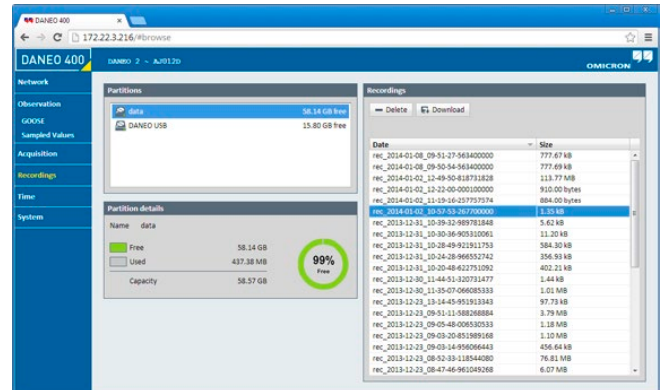 DANEO 400
172.22.3.216/#browse
DANEO 400
DANEO 2 ~ AJ012D
OMICRON
Network
Observation
GOOSE
Sampled Values
Acquisition
Recordings
Time
System
Partitions
data 58.14 GB free
DANEO USB 15.80 GB free
Partition details
Name data
Free 58.14 GB
Used 437.38 MB
Capacity 58.57 GB
99%
Free
Recordings
Delete Download
Date Size
rec_2014-01-08_09-51-27-563400000 777.67 kB
rec_2014-01-08_09-50-54-563400000 777.69 kB
rec_2014-01-02_12-49-50-818731828 113.77 MB
rec_2014-01-02_12-22-00-000100000 910.00 bytes
rec_2014-01-02_11-19-16-257757574 884.00 bytes
rec_2014-01-02_10-57-53-267700000 1.35 kB
rec_2013-12-31_10-39-32-989781848 5.62 kB
rec_2013-12-31_10-30-36-905310061 11.20 kB
rec_2013-12-31_10-28-49-921911753 584.30 kB
rec_2013-12-31_10-24-28-966552742 356.93 kB
rec_2013-12-31_10-20-48-622751092 402.21 kB
rec_2013-12-30_11-44-51-320731477 1.44 kB
rec_2013-12-30_11-35-07-066085333 1.01 MB
rec_2013-12-23_13-14-45-951913343 97.73 kB
rec_2013-12-23_09-51-11-588268884 3.79 MB
rec_2013-12-23_09-05-48-006530533 1.18 MB
rec_2013-12-23_09-03-20-851989168 1.10 MB
rec_2013-12-23_09-03-14-956066443 456.64 kB
rec_2013-12-23_08-52-33-118544080 76.81 MB
rec_2013-12-23_08-47-46-961049268 6.07 MB